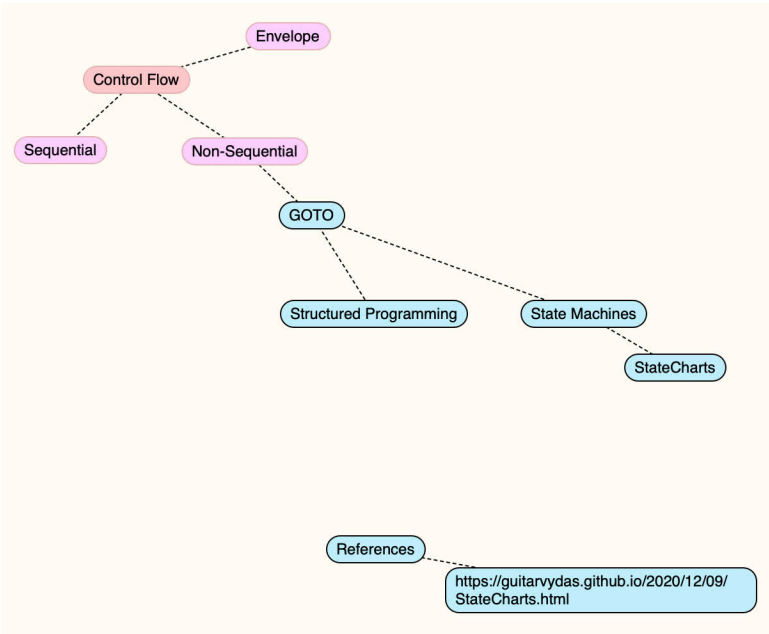 Envelope
Control Flow
Sequential
Non-Sequential
GOTO
Structured Programming
State Machines
StateCharts
References
https://guitarvydas.github.io/2020/12/09/
StateCharts.html